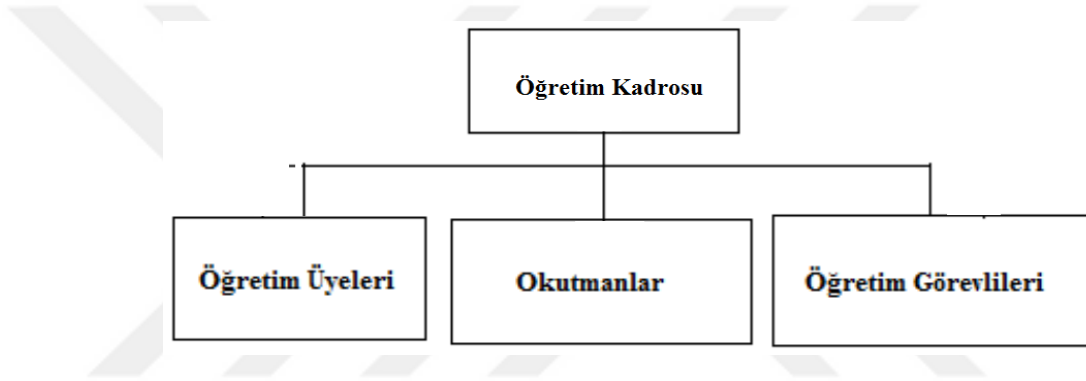 Öğretim Kadrosu
Öğretim Üyeleri
Okutmanlar
Öğretim Görevlileri